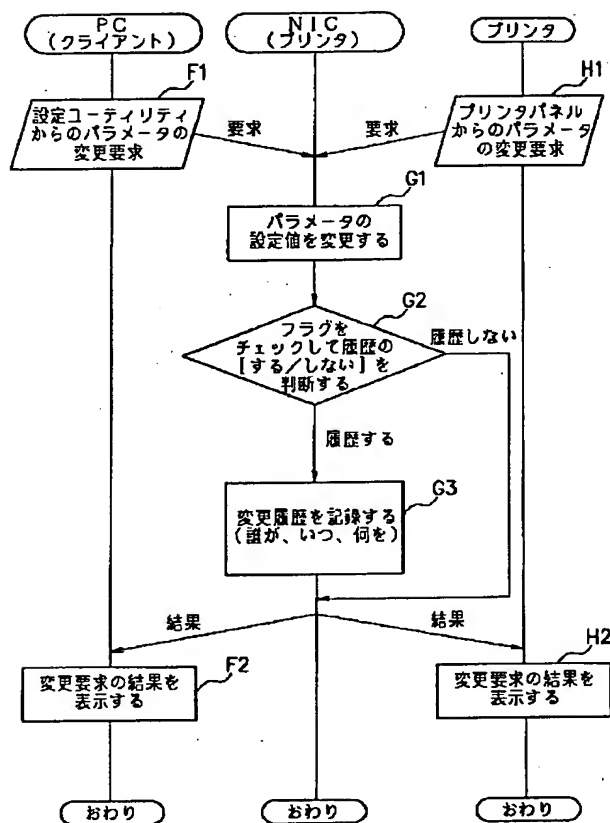 PC
(クライアント)
NIC
(プリンタ)
プリンタ
F1
H1
設定ユーティリティ
からのパラメータの
変更要求
要求
要求
プリンタパネル
からのパラメータ
の変更要求
G1
パラメータの
設定値を変更する
G2
フラグを
チェックして履歴の
[する/しない]を
判断する
履歴しない
履歴する
G3
変更履歴を記録する
(誰が、いつ、何を)
結果
結果
F2
H2
変更要求の結果を
表示する
変更要求の結果を
表示する
おわり
おわり
おわり